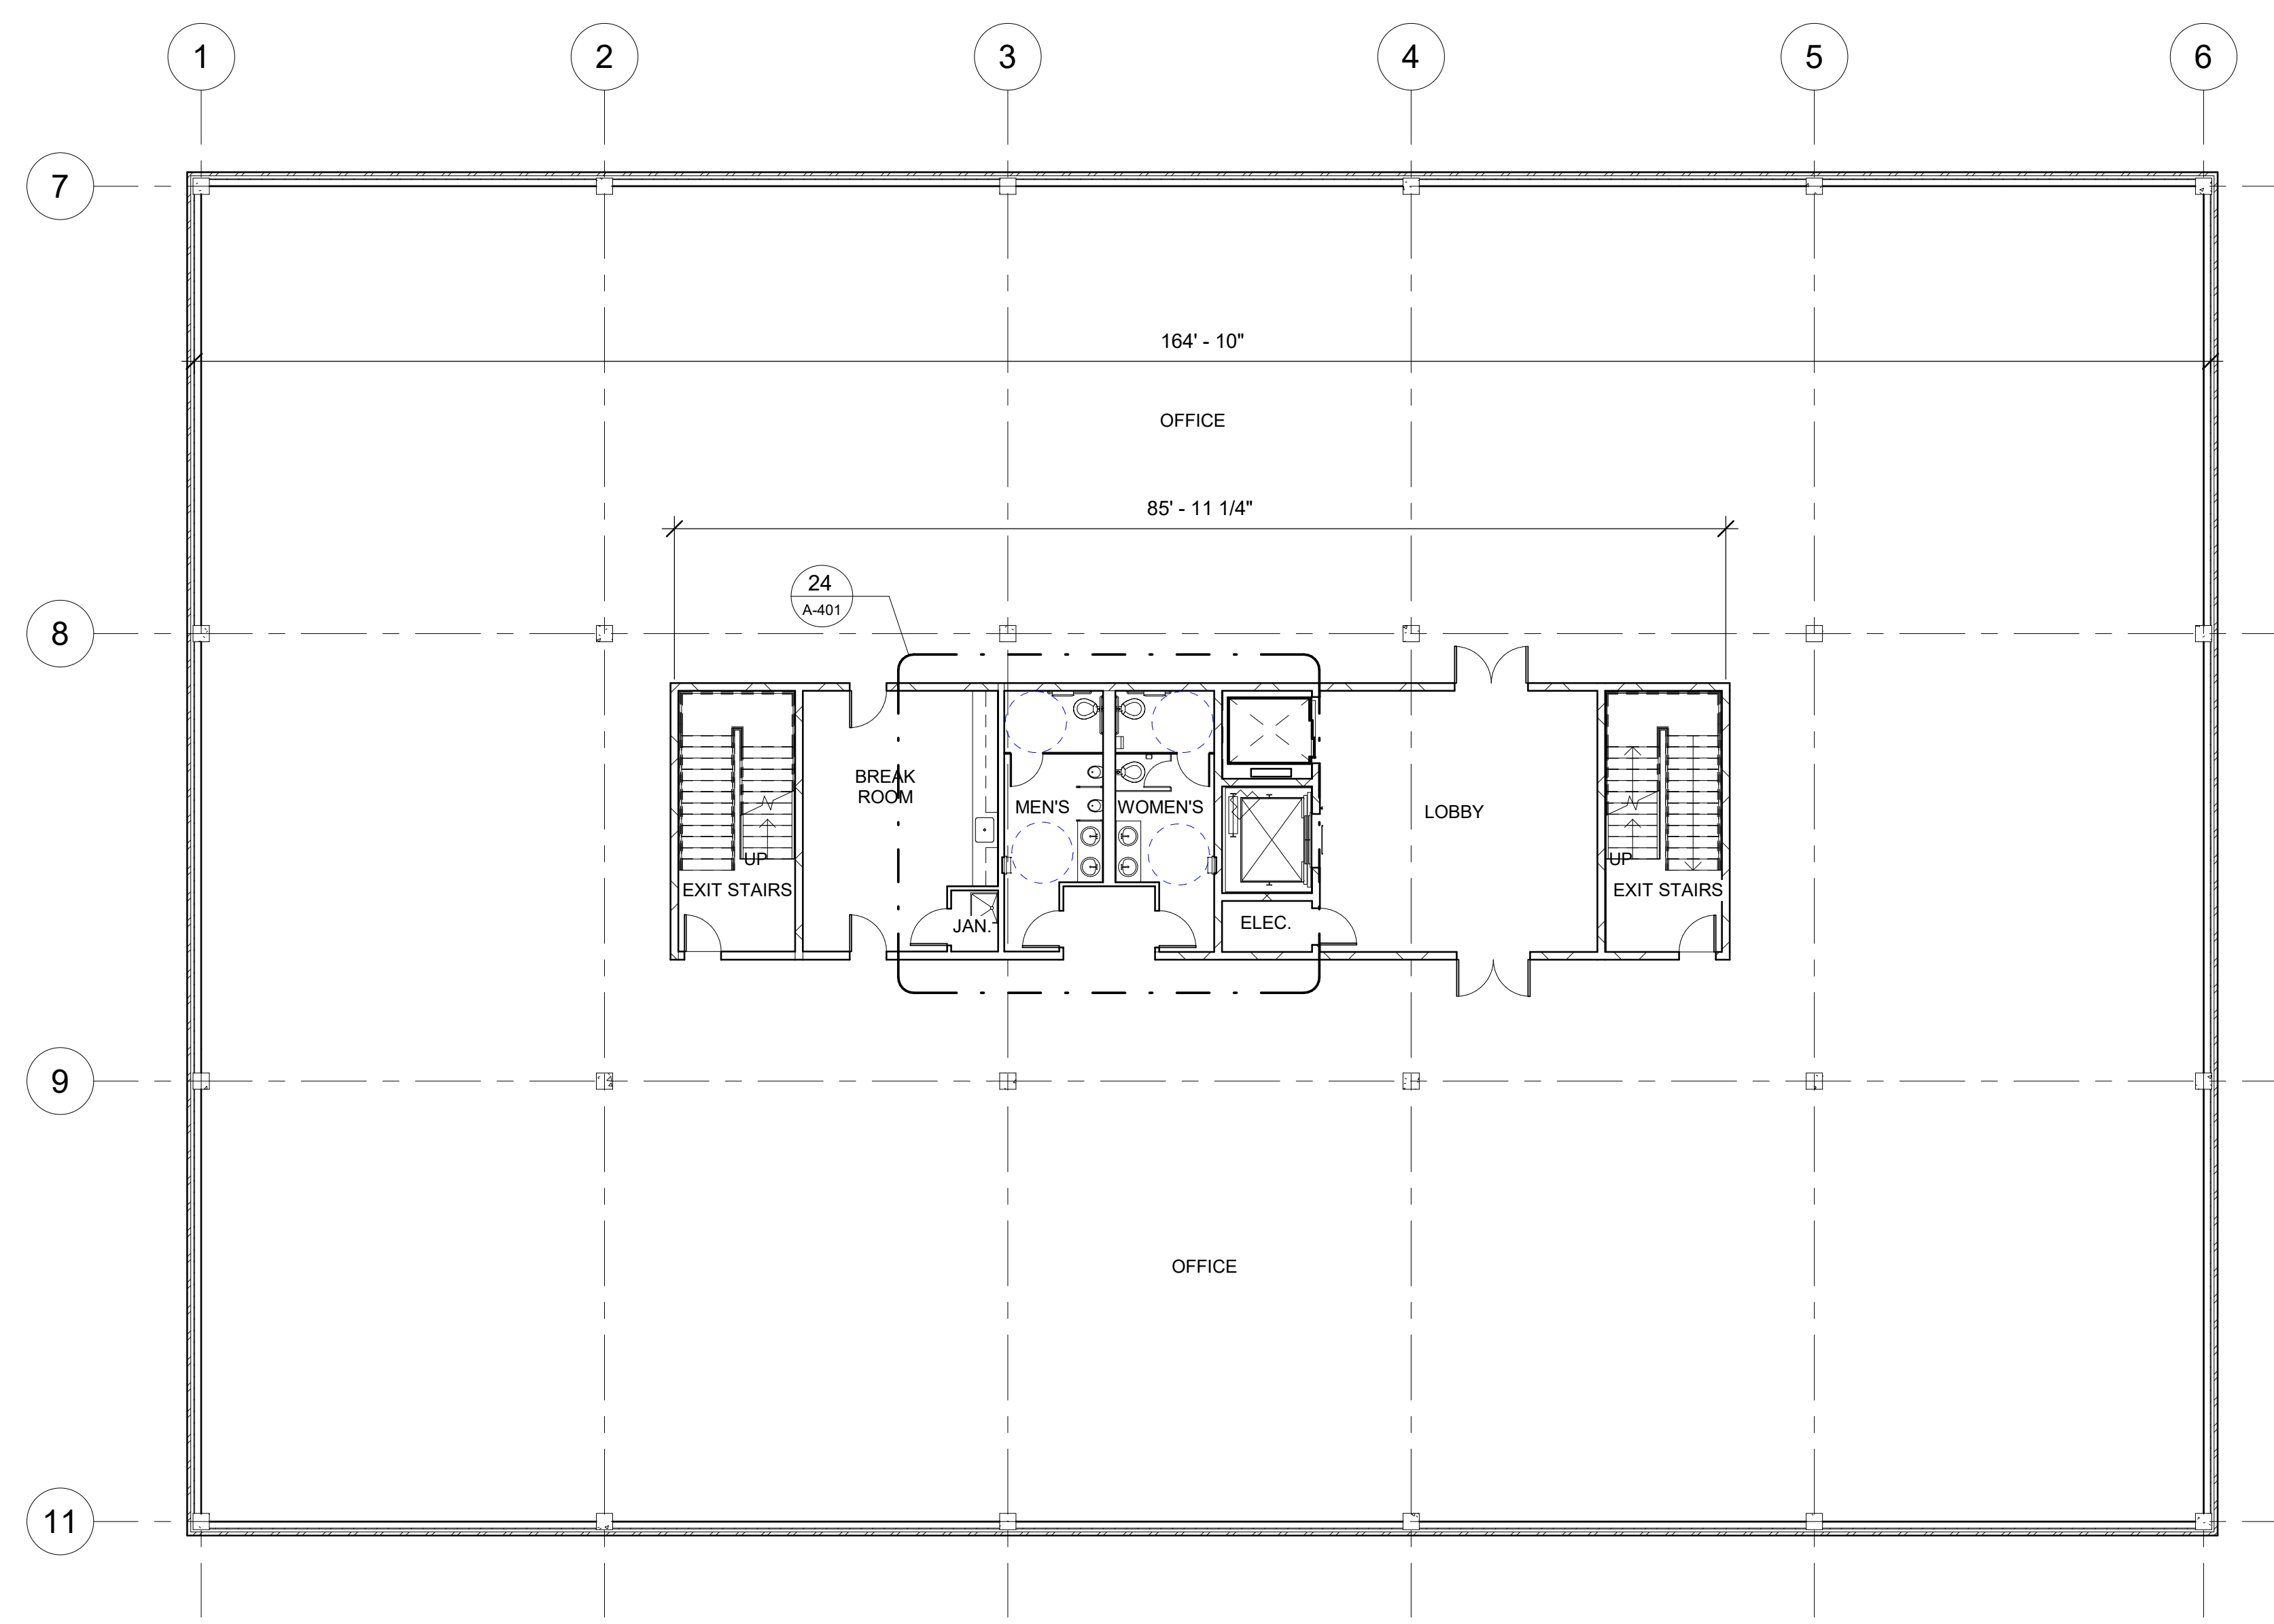 1
2
3
4
5
6
7
164' - 10"
OFFICE
85' - 11 1/4"
24
A-401
8
BREAK
ROOM
MEN'S
WOMEN'S
LOBBY
UP
UP
EXIT STAIRS
EXIT STAIRS
JAN.
ELEC.
9
OFFICE
11